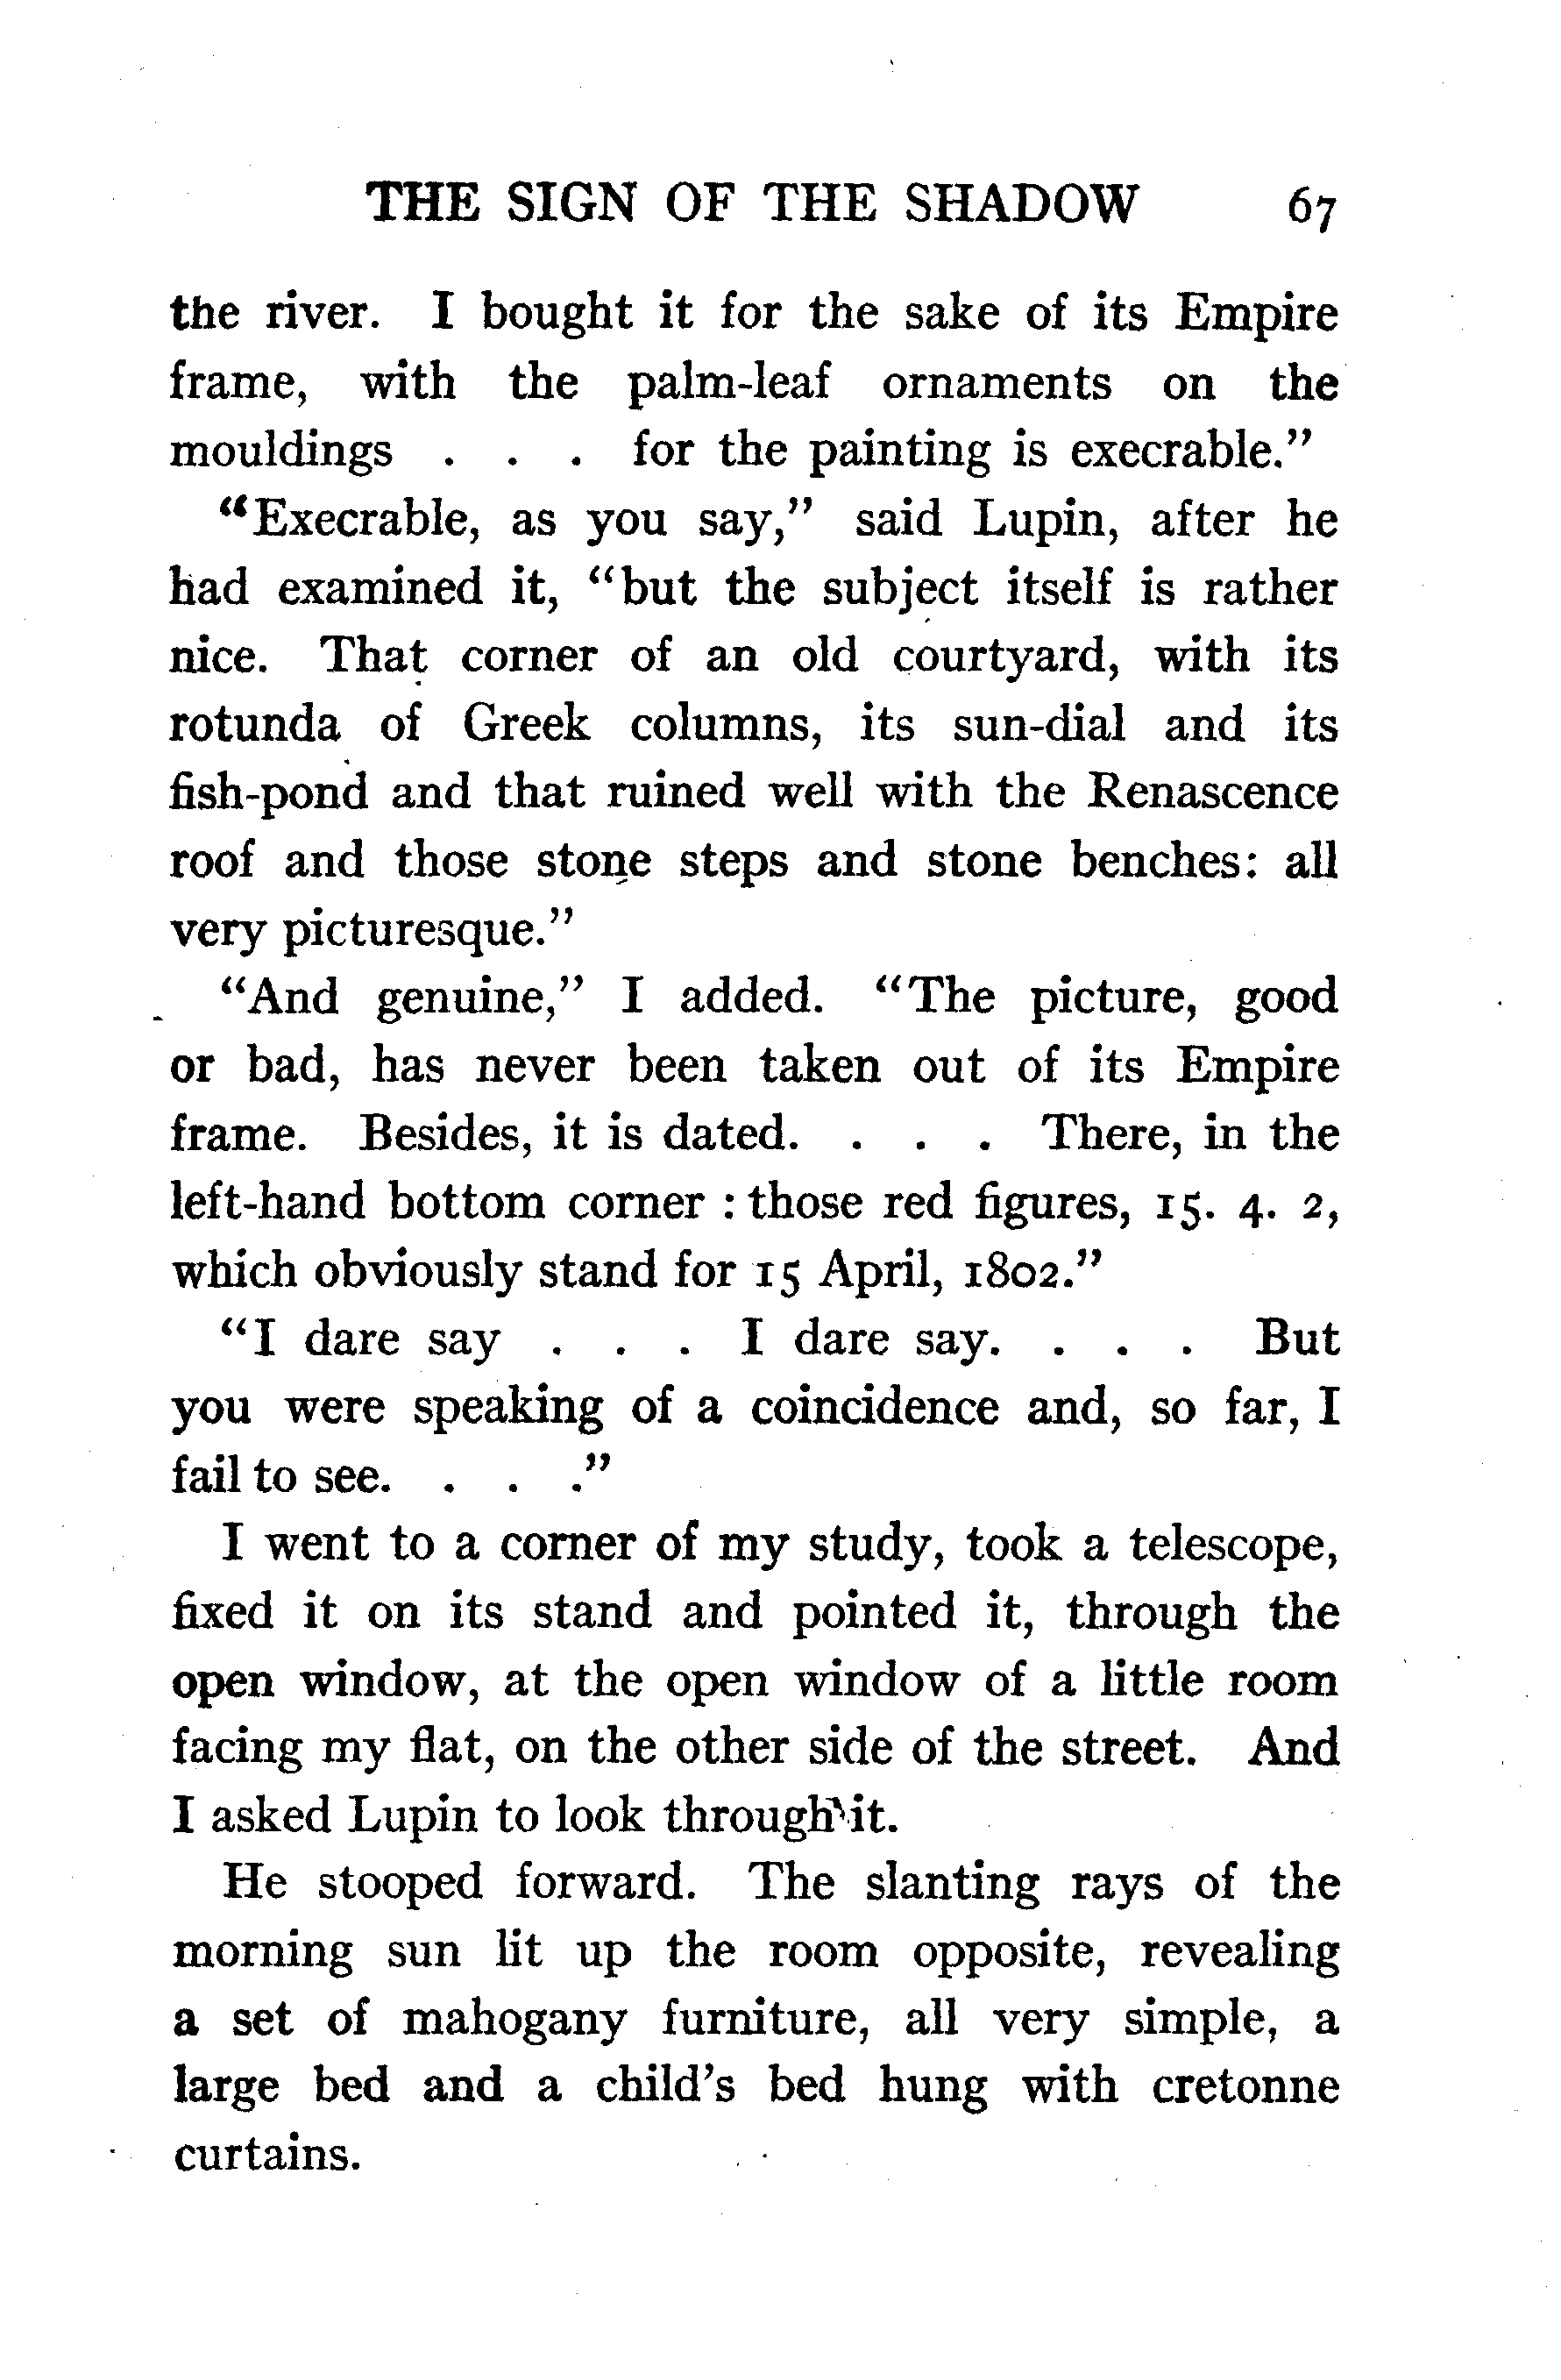 THE SIGN OF THE SHADOW 67
the river. I bought it for the sake of its Empire
frame, with the palm-leaf ornaments on the
mouldings . . . for the painting is execrable."
"Execrable, as you say," said Lupin, after he
had examined it, "but the subject itself is rather
nice. That corner of an old courtyard, with its
rotunda of Greek columns, its sun-dial and its
fish-pond and that ruined well with the Renascence
roof and those stone steps and stone benches: all
very picturesque."
"And genuine," I added. "The picture, good
or bad, has never been taken out of its Empire
frame. Besides, it is dated. . . . There, in the
left-hand bottom corner : those red figures, 15. 4. 2,
which obviously stand for 15 April, 1802."
"I dare say . . . I dare say. . . . But
you were speaking of a coincidence and, so far, I
fail to see. . . ."
I went to a corner of my study, took a telescope,
fixed it on its stand and pointed it, through the
open window, at the open window of a little room
facing my flat, on the other side of the street. And
I asked Lupin to look through it.
He stooped forward. The slanting rays of the
morning sun lit up the room opposite, revealing
a set of mahogany furniture, all very simple, a
large bed and a child's bed hung with cretonne
curtains.